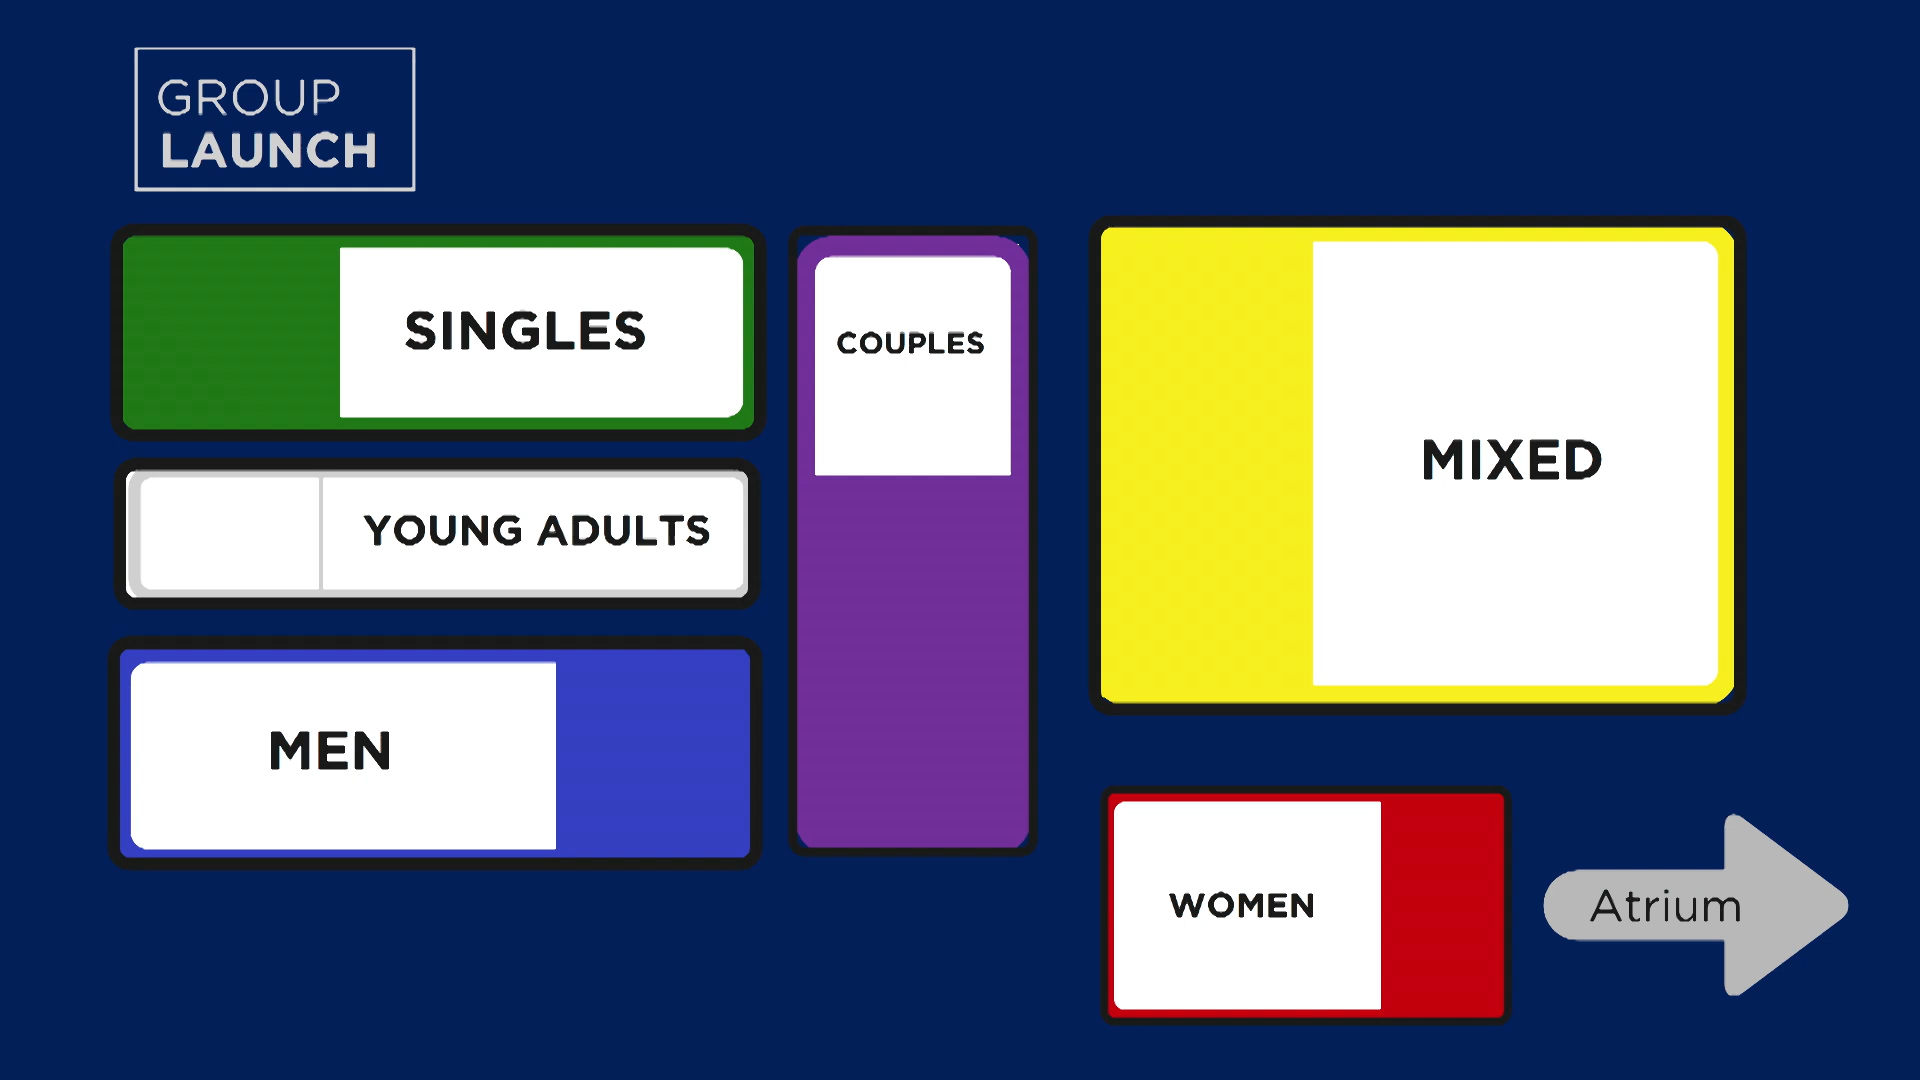 GROUP
LAUNCH
SINGLES
YOUNG ADULTS
MEN
COUPLES
MIXED
WOMEN
Atrium